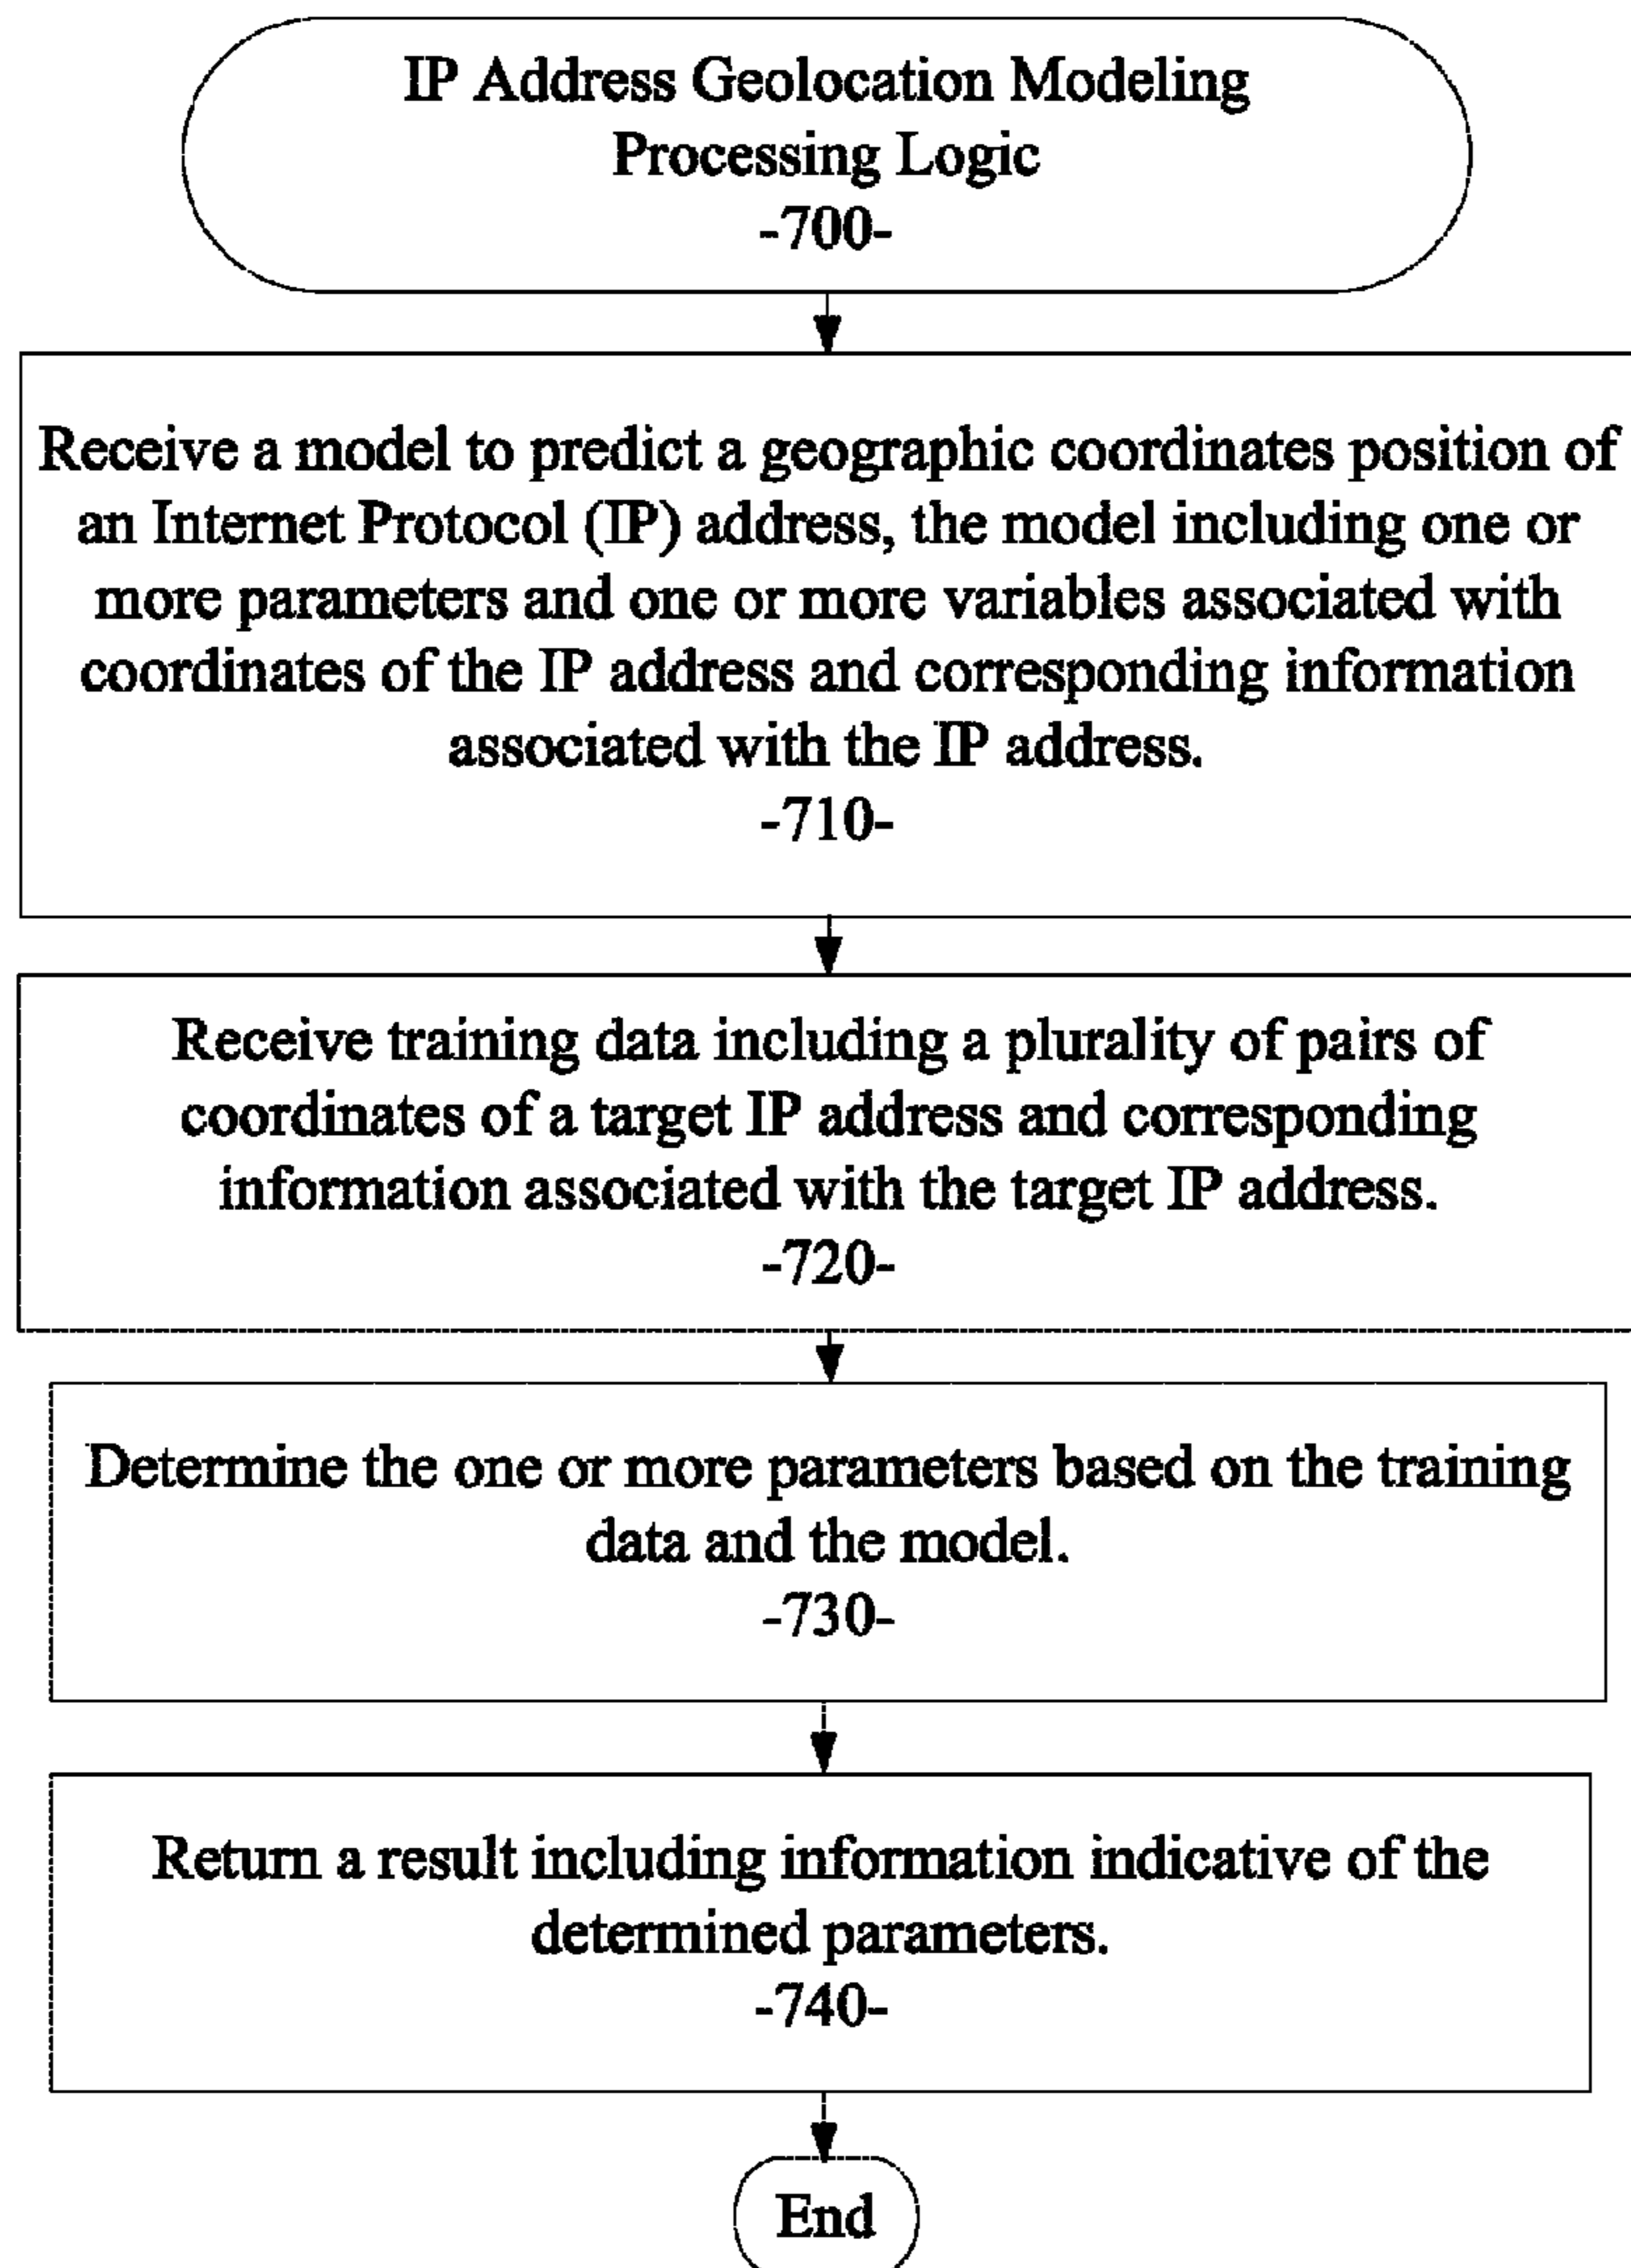 IP Address Geolocation Modeling
Processing Logic
-700-
Receive a model to predict a geographic coordinates position of
an Internet Protocol (IP) address, the model including one or
more parameters and one or more variables associated with
coordinates of the IP address and corresponding information
associated with the IP address.
-710-
Receive training data including a plurality of pairs of
coordinates of a target IP address and corresponding
information associated with the target IP address.
-720-
Determine the one or more parameters based on the training
data and the model.
-730-
Return a result including information indicative of the
determined parameters.
-740-
End